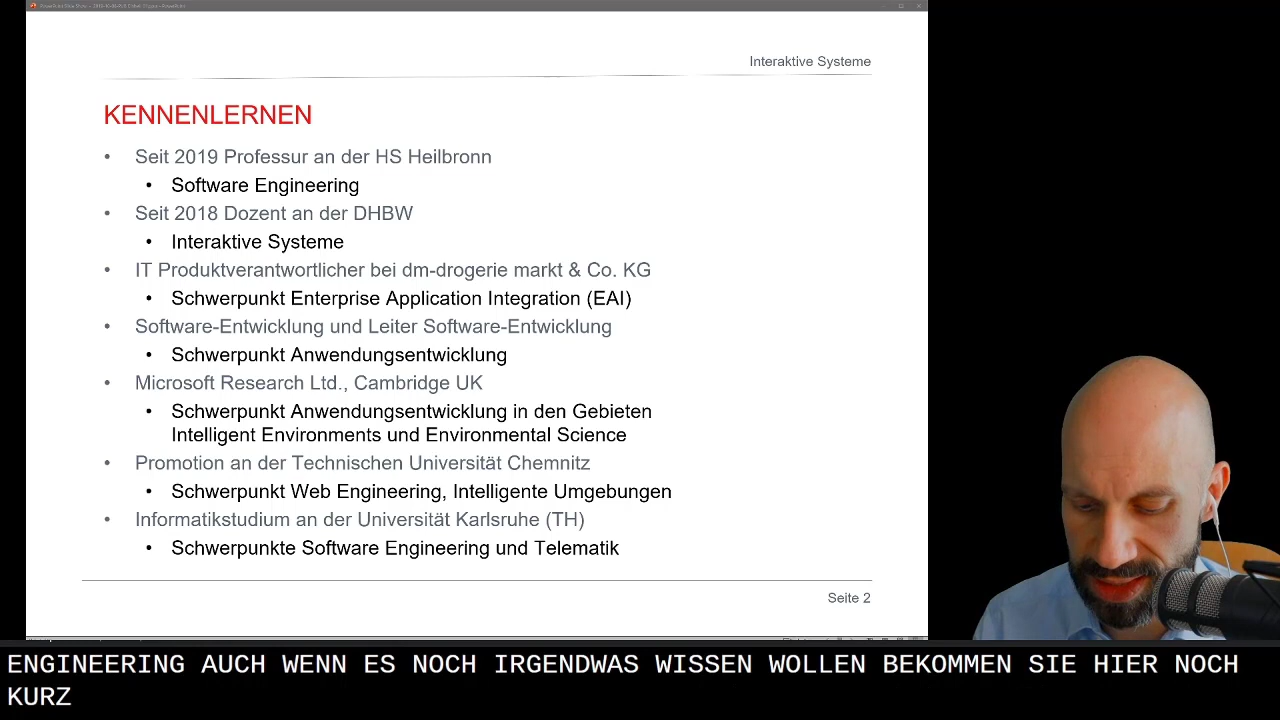 Interaktive Systeme
KENNENLERNEN
• Seit 2019 Professur an der HS Heilbronn
• Software Engineering
• Seit 2018 Dozent an der DHBW
• Interaktive Systeme
• IT Produktverantwortlicher bei dm-drogerie markt & Co. KG
• Schwerpunkt Enterprise Application Integration (EAI)
• Software-Entwicklung und Leiter Software-Entwicklung
• Schwerpunkt Anwendungsentwicklung
• Microsoft Research Ltd., Cambridge UK
• Schwerpunkt Anwendungsentwicklung in den Gebieten
Intelligent Environments und Environmental Science
• Promotion an der Technischen Universität Chemnitz
• Schwerpunkt Web Engineering, Intelligente Umgebungen
• Informatikstudium an der Universität Karlsruhe (TH)
• Schwerpunkte Software Engineering und Telematik
Seite 2
ENGINEERING AUCH WENN ES NOCH IRGENDWAS WISSEN WOLLEN BEKOMMEN SIE HIER NOCH
KURZ